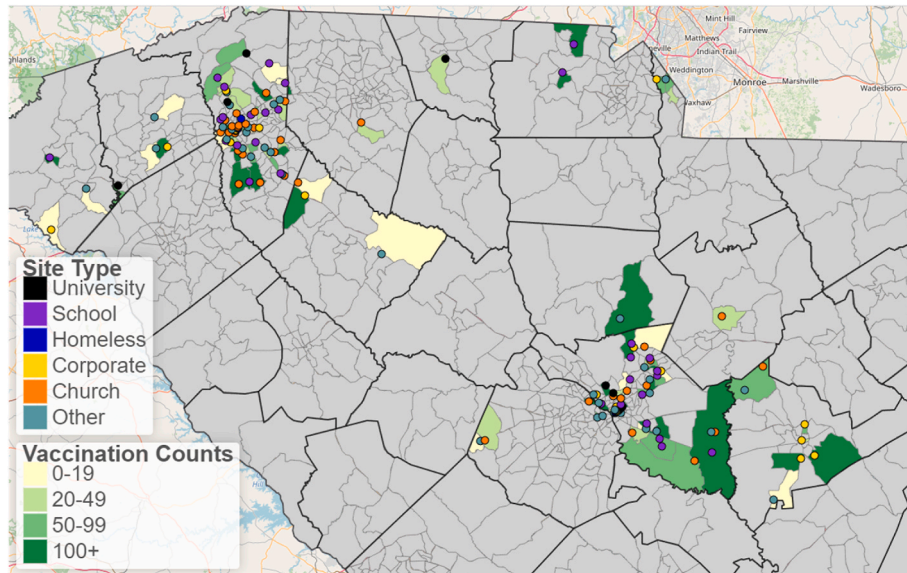 Mint Hill
Fairview
Matthews
Indian Trail
Weddington
Monroe
Marshville
Wadesboro
Waxhaw
Lake
Site Type
University
School
Homeless
Corporate
Church
Other
Vaccination Counts
0-19
20-49
50-99
100+